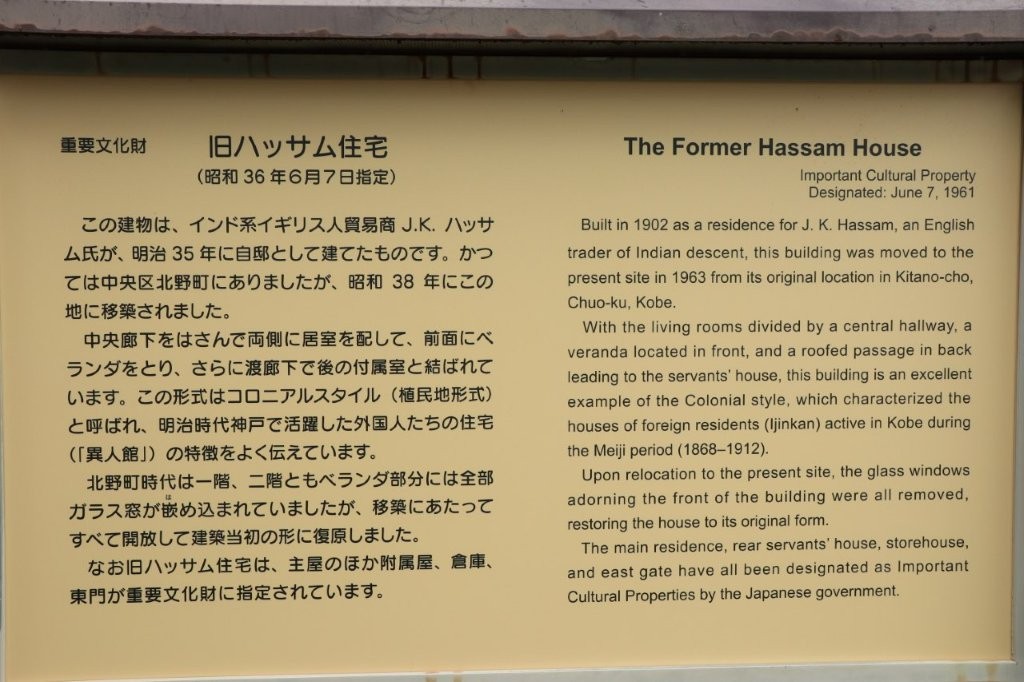 重要文化財 旧ハッサム住宅
(昭和36年6月7日指定)
この建物は、インド系イギリス人貿易商J.K. ハッサ
ム氏が、明治35年に自邸として建てたものです。かつ
ては中央区北野町にありましたが、昭和38年にこの
地に移築されました。
中央廊下をはさんで両側に居室を配して、前面にベ
ランダをとり、さらに渡廊下で後の付属室と結ばれて
います。この形式はコロニアルスタイル(植民地形式)
と呼ばれ、明治時代神戸で活躍した外国人たちの住宅
(「異人館」)の特徴をよく伝えています。
北野町時代は一階、二階ともベランダ部分には全部
は
ガラス窓が嵌め込まれていましたが、移築にあたって
すべて開放して建築当初の形に復原しました。
なお旧ハッサム住宅は、主屋のほか附属屋、倉庫、
東門が重要文化財に指定されています。
The Former Hassam House
Important Cultural Property
Designated: June 7, 1961
Built in 1902 as a residence for J. K. Hassam, an English
trader of Indian descent, this building was moved to the
present site in 1963 from its original location in Kitano-cho,
Chuo-ku, Kobe.
With the living rooms divided by a central hallway, a
veranda located in front, and a roofed passage in back
leading to the servants' house, this building is an excellent
example of the Colonial style, which characterized the
houses of foreign residents (Ijinkan) active in Kobe during
the Meiji period (1868–1912).
Upon relocation to the present site, the glass windows
adorning the front of the building were all removed,
restoring the house to its original form.
The main residence, rear servants' house, storehouse,
and east gate have all been designated as Important
Cultural Properties by the Japanese government.